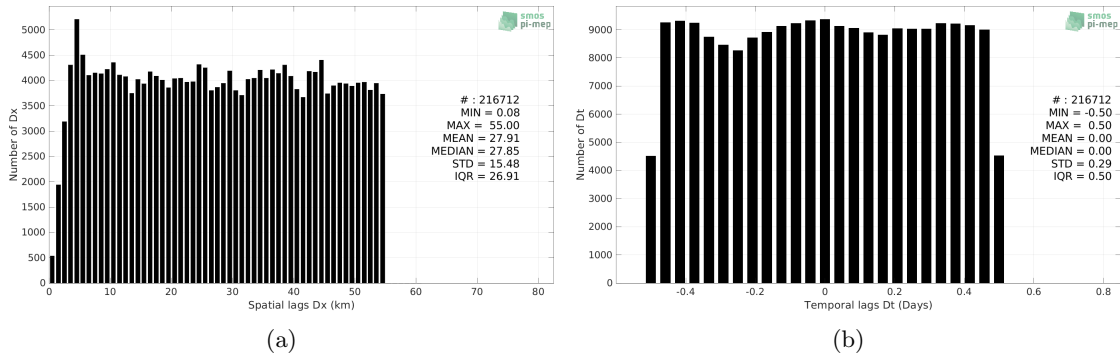 smos
pi-mep
5000
4500
4000
3500
3000
2500
2000
1500
1000
500
0
Number of Dx
# : 216712
MIN = 0.08
MAX = 55.00
MEAN = 27.91
MEDIAN = 27.85
STD = 15.48
IQR = 26.91
0 10 20 30 40 50 60 70 80
Spatial lags Dx (km)
(a)
smos
pi-mep
9000
8000
7000
6000
5000
4000
3000
2000
1000
0
Number of Dt
# : 216712
MIN = -0.50
MAX = 0.50
MEAN = 0.00
MEDIAN = 0.00
STD = 0.29
IQR = 0.50
-0.4 -0.2 0 0.2 0.4 0.6 0.8
Temporal lags Dt (Days)
(b)